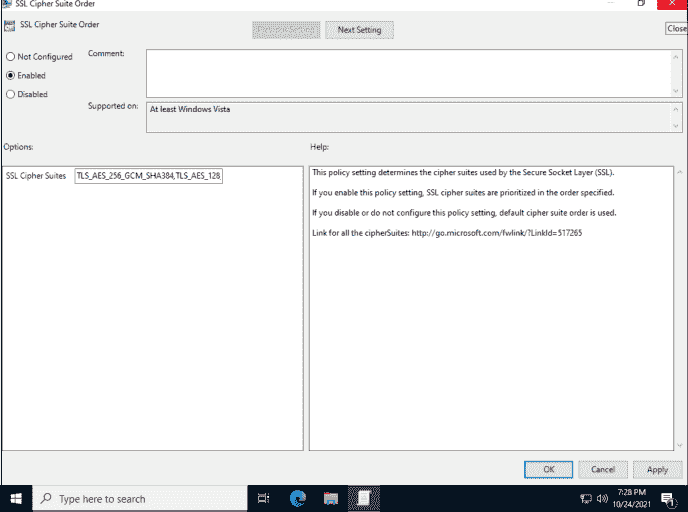 SSL Cipher Suite Order
SSL Cipher Suite Order
Previous Setting
Next Setting
Close
Not Configured
Comment:
Enabled
Disabled
Supported on:
At least Windows Vista
Options:
Help:
SSL Cipher Suites
TLS_AES_256_GCM_SHA384,TLS_AES_128
This policy setting determines the cipher suites used by the Secure Socket Layer (SSL).
If you enable this policy setting, SSL cipher suites are prioritized in the order specified.
If you disable or do not configure this policy setting, default cipher suite order is used.
Link for all the cipherSuites: http://go.microsoft.com/fwlink/?LinkId=517265
OK
Cancel
Apply
Type here to search
7:28 PM
10/24/2021
1